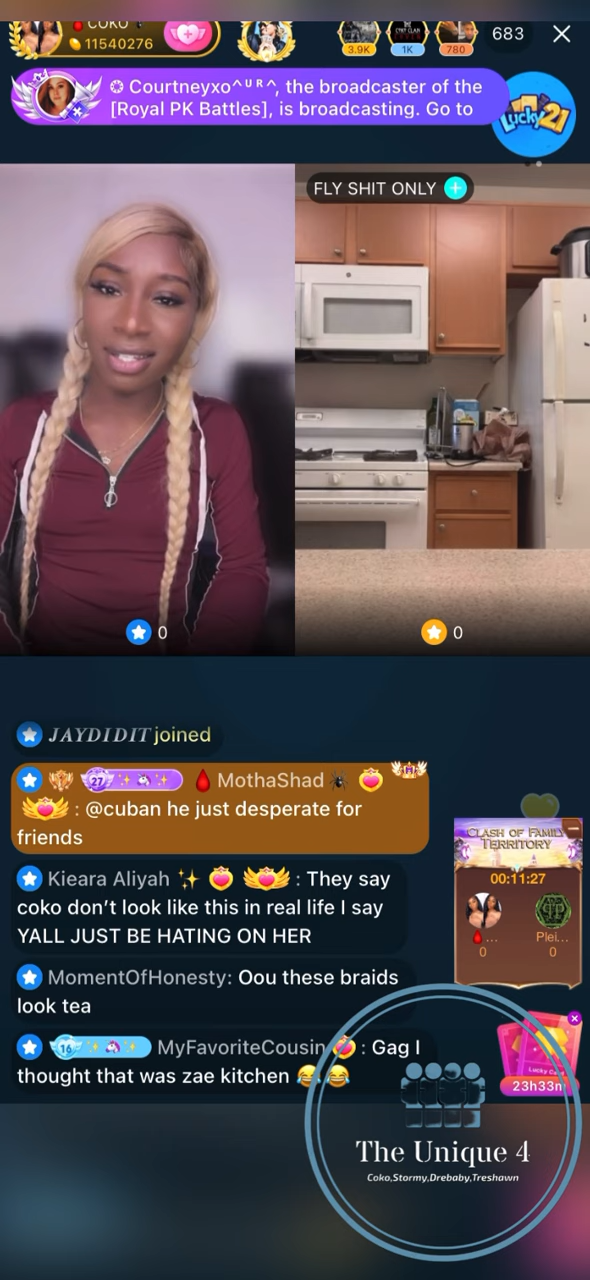 COKO
11540276
3.9K
1K
780
683
Courtneyxo^ᵁᴿ^, the broadcaster of the
[Royal PK Battles], is broadcasting. Go to
Lucky21
FLY SHIT ONLY
0
0
JAYDIDIT joined
27 MothaShad
: @cuban he just desperate for
friends
Kieara Aliyah : They say
coko don’t look like this in real life I say
YALL JUST BE HATING ON HER
MomentOfHonesty: Oou these braids
look tea
16 MyFavoriteCousin : Gag I
thought that was zae kitchen 😂😂
CLASH OF FAMILY
TERRITORY
00:11:27
... Plei...
0 0
23h33m
The Unique 4
Coko,Stormy,Drebaby,Treshawn